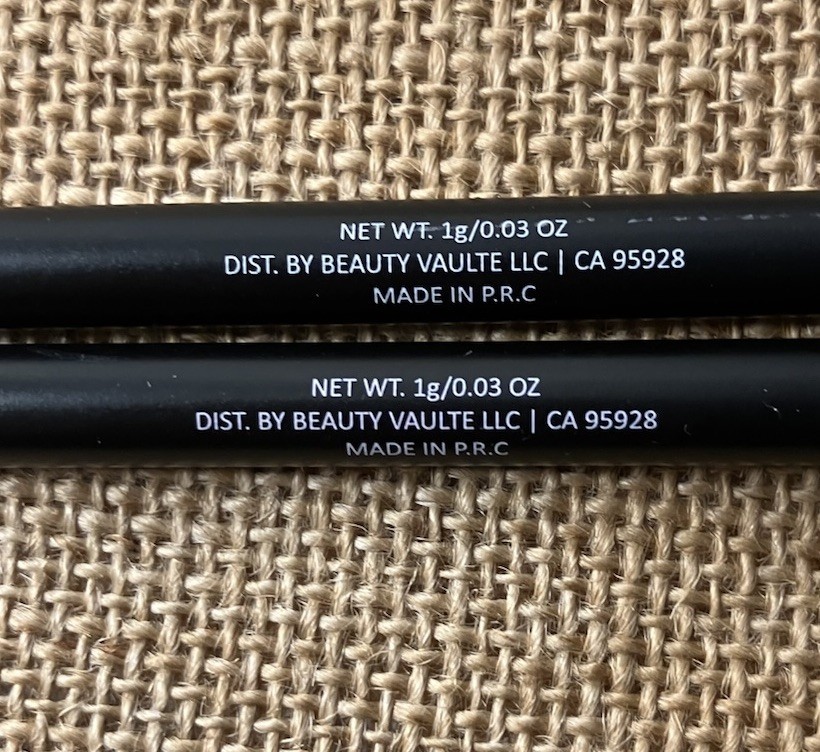 NET WT. 1g/0.03 OZ
DIST. BY BEAUTY VAULTE LLC | CA 95928
MADE IN P.R.C
NET WT. 1g/0.03 OZ
DIST. BY BEAUTY VAULTE LLC | CA 95928
MADE IN P.R.C